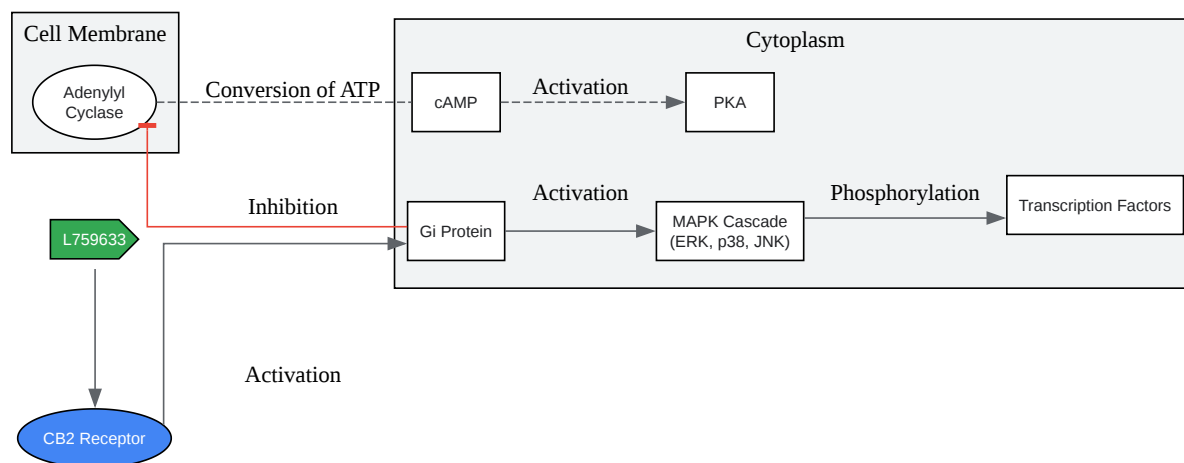 Cell Membrane
Cytoplasm
Adenylyl
Cyclase
Conversion of ATP
cAMP
Activation
PKA
Inhibition
Gi Protein
Activation
MAPK Cascade
(ERK, p38, JNK)
Phosphorylation
Transcription Factors
L759633
Activation
CB2 Receptor